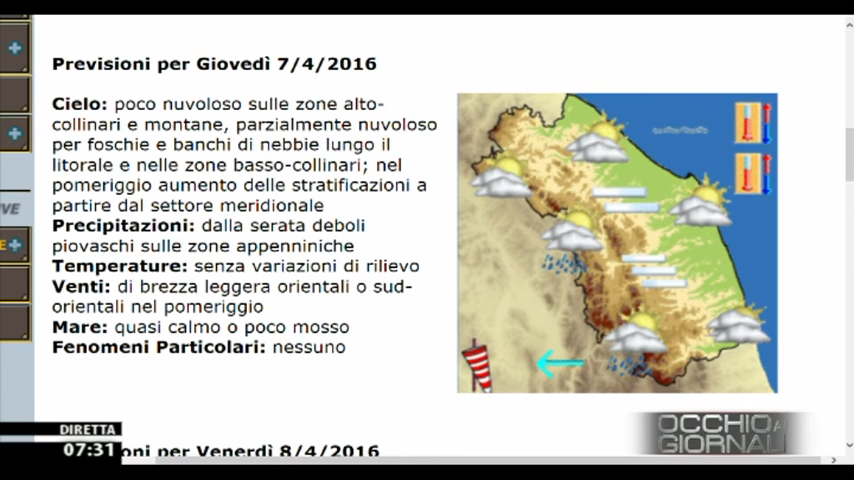 Previsioni per Giovedì 7/4/2016
Cielo: poco nuvoloso sulle zone alto-
collinari e montane, parzialmente nuvoloso
per foschie e banchi di nebbie lungo il
litorale e nelle zone basso-collinari; nel
pomeriggio aumento delle stratificazioni a
partire dal settore meridionale
Precipitazioni: dalla serata deboli
piovaschi sulle zone appenniniche
Temperature: senza variazioni di rilievo
Venti: di brezza leggera orientali o sud-
orientali nel pomeriggio
Mare: quasi calmo o poco mosso
Fenomeni Particolari: nessuno
VE
E
DIRETTA
07:31
oni per Venerdì 8/4/2016
OCCHIO AI
GIORNALI